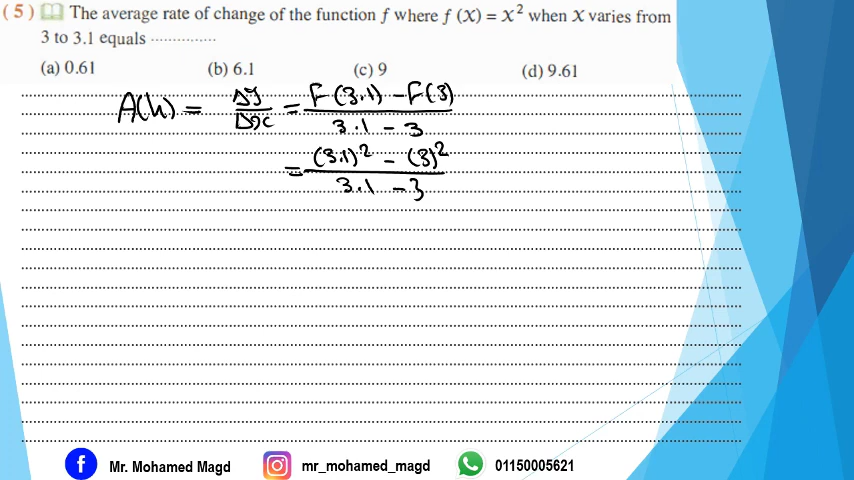 ( 5 ) The average rate of change of the function f where f (X) = X² when X varies from
3 to 3.1 equals ···············
(a) 0.61 (b) 6.1 (c) 9 (d) 9.61
A(h) = Δy/Δx = F(3.1) - F(3) / 3.1 - 3
= (3.1)² - (3)² / 3.1 - 3
Mr. Mohamed Magd mr_mohamed_magd 01150005621